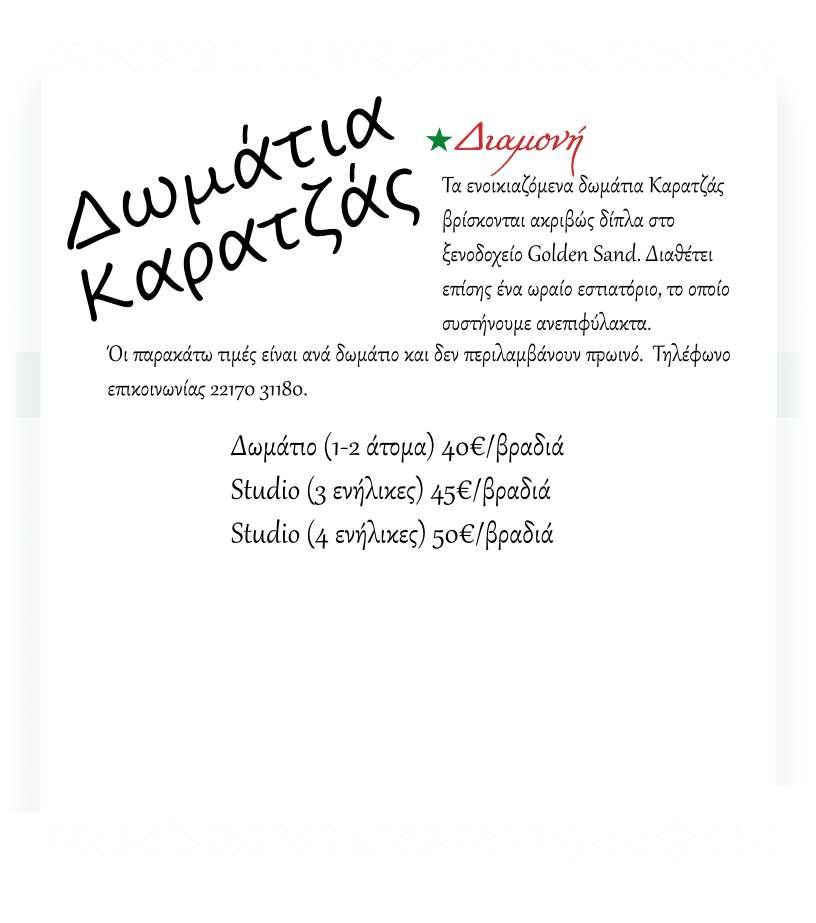 Δωμάτια
Καρατζάς
★Διαμονή
Τα ενοικιαζόμενα δωμάτια Καρατζάς
βρίσκονται ακριβώς δίπλα στο
ξενοδοχείο Golden Sand. Διαθέτει
επίσης ένα ωραίο εστιατόριο, το οποίο
συστήνουμε ανεπιφύλακτα.
Όι παρακάτω τιμές είναι ανά δωμάτιο και δεν περιλαμβάνουν πρωινό. Τηλέφωνο
επικοινωνίας 22170 31180.
Δωμάτιο (1-2 άτομα) 40€/βραδιά
Studio (3 ενήλικες) 45€/βραδιά
Studio (4 ενήλικες) 50€/βραδιά